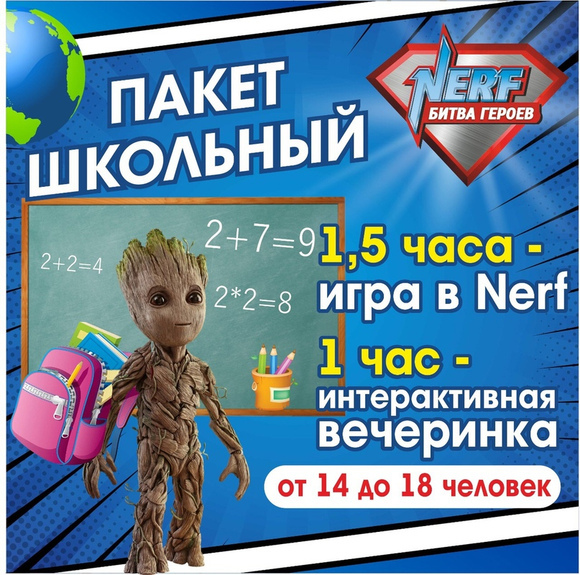 ПАКЕТ
ШКОЛЬНЫЙ
NERF
БИТВА ГЕРОЕВ
2+7=9
2+2=4
2*2=8
1,5 часа -
игра в Nerf
1 час -
интерактивная
вечеринка
от 14 до 18 человек